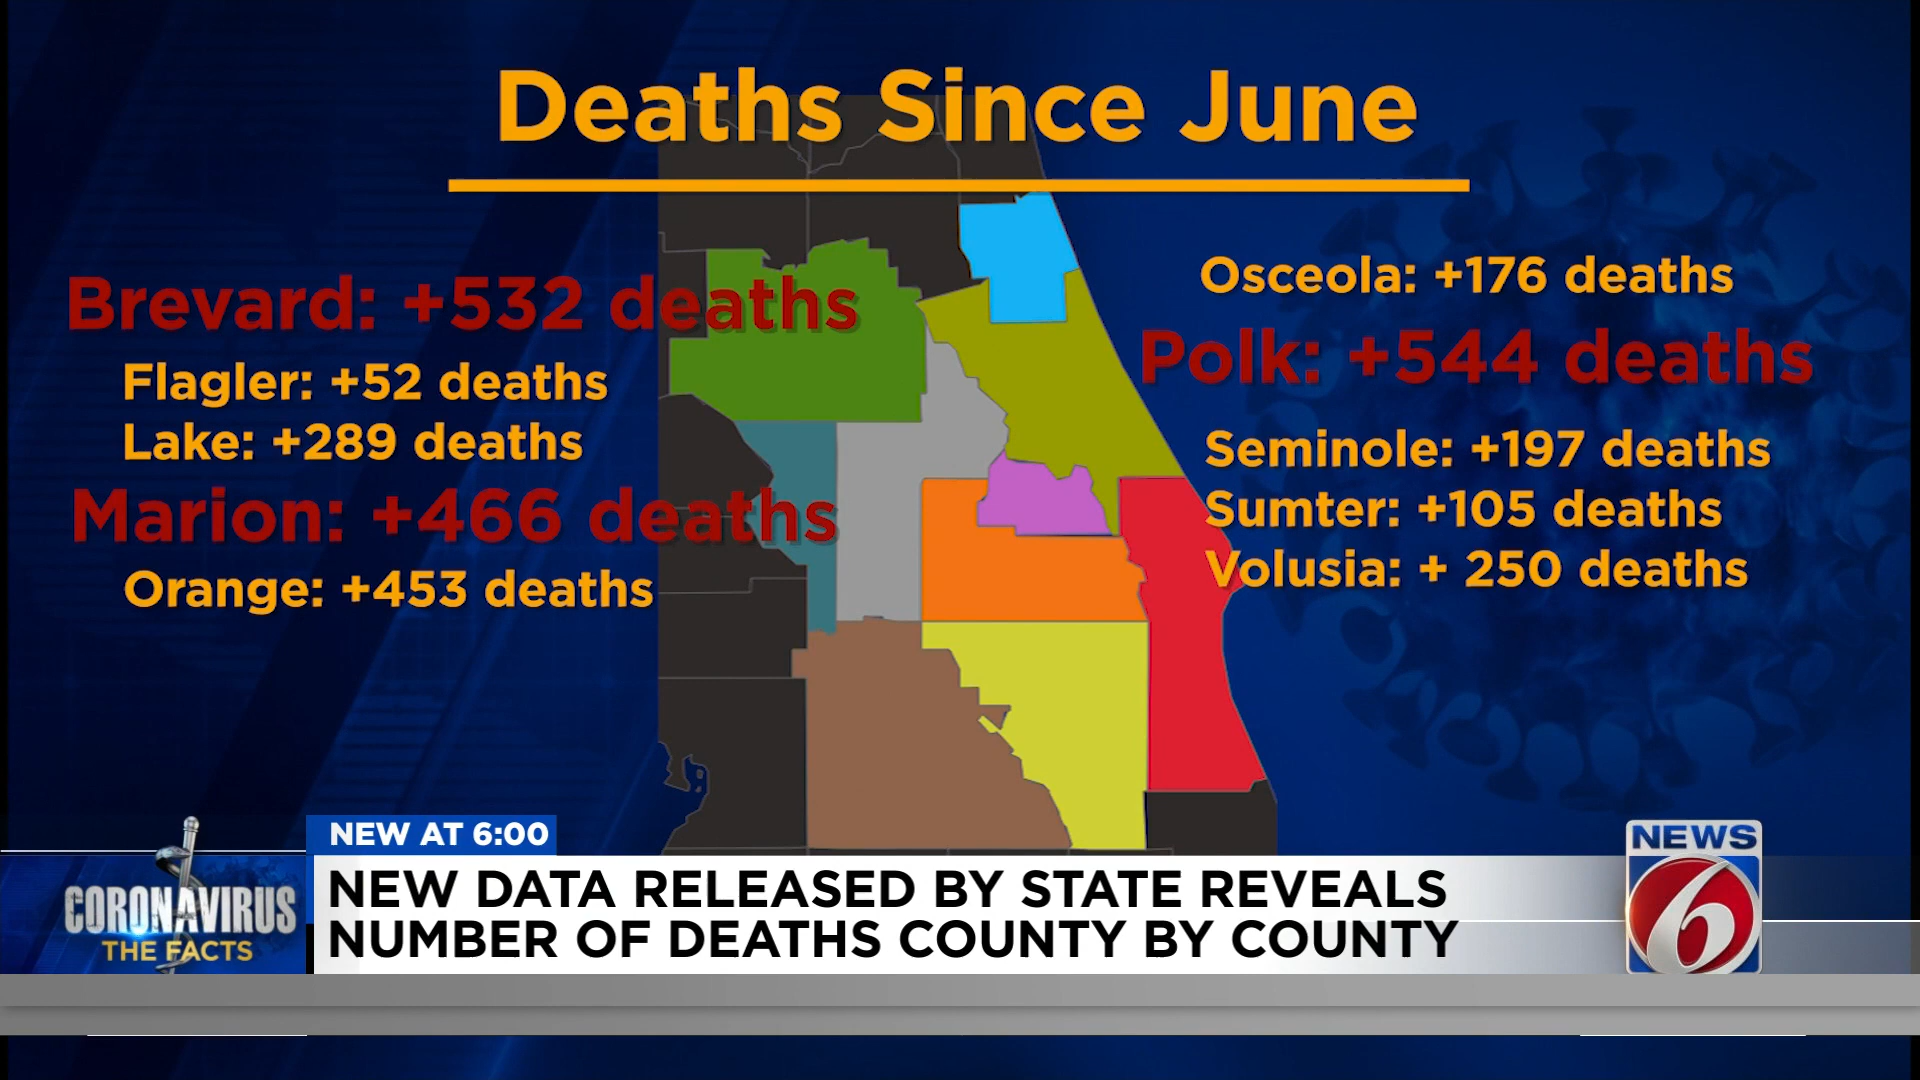 Deaths Since June
Brevard: +532 deaths
Flagler: +52 deaths
Lake: +289 deaths
Marion: +466 deaths
Orange: +453 deaths
Osceola: +176 deaths
Polk: +544 deaths
Seminole: +197 deaths
Sumter: +105 deaths
Volusia: + 250 deaths
NEW AT 6:00
NEW DATA RELEASED BY STATE REVEALS
NUMBER OF DEATHS COUNTY BY COUNTY
CORONAVIRUS
THE FACTS
NEWS
6